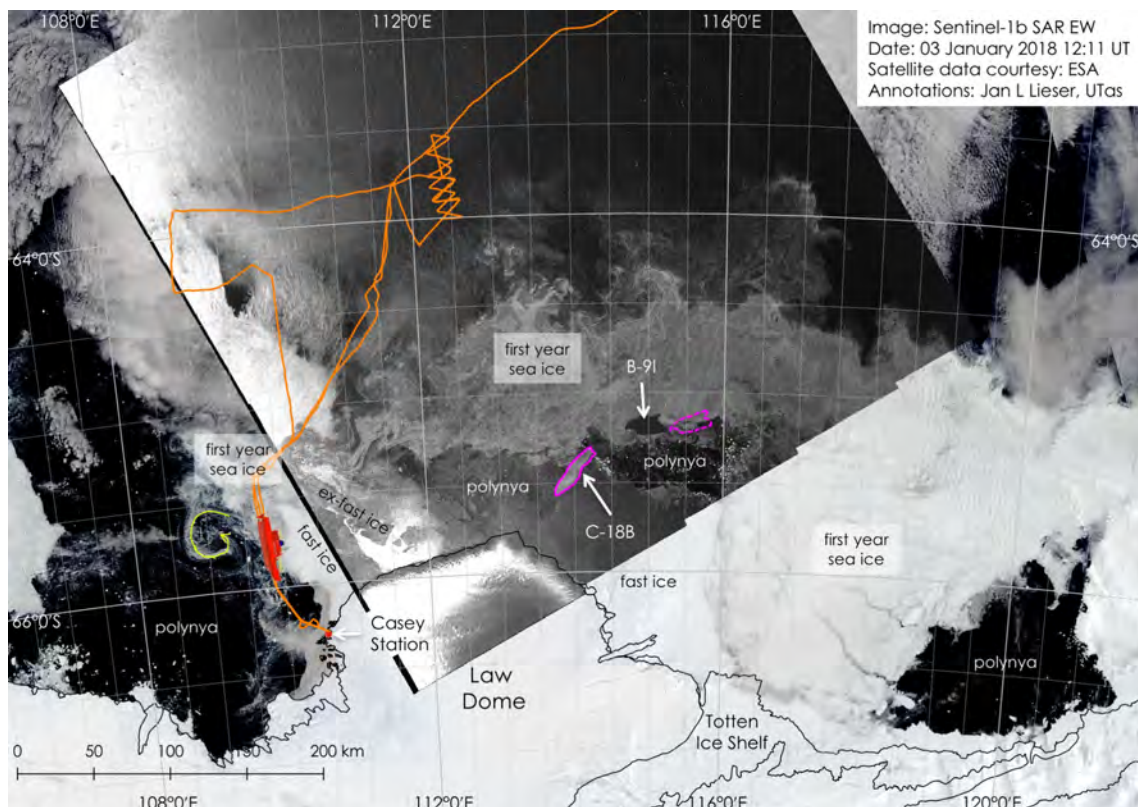 108°0'E
112°0'E
116°0'E
Image: Sentinel-1b SAR EW
Date: 03 January 2018 12:11 UT
Satellite data courtesy: ESA
Annotations: Jan L Lieser, UTas
64°0'S
64°0'S
first year
sea ice
B-9I
first year
sea ice
polynya
polynya
C-18B
ex-fast ice
fast ice
first year
sea ice
fast ice
66°0'S
Casey
Station
polynya
polynya
Law
Dome
Totten
Ice Shelf
0 50 100 150 200 km
108°0'E
112°0'E
116°0'E
120°0'E